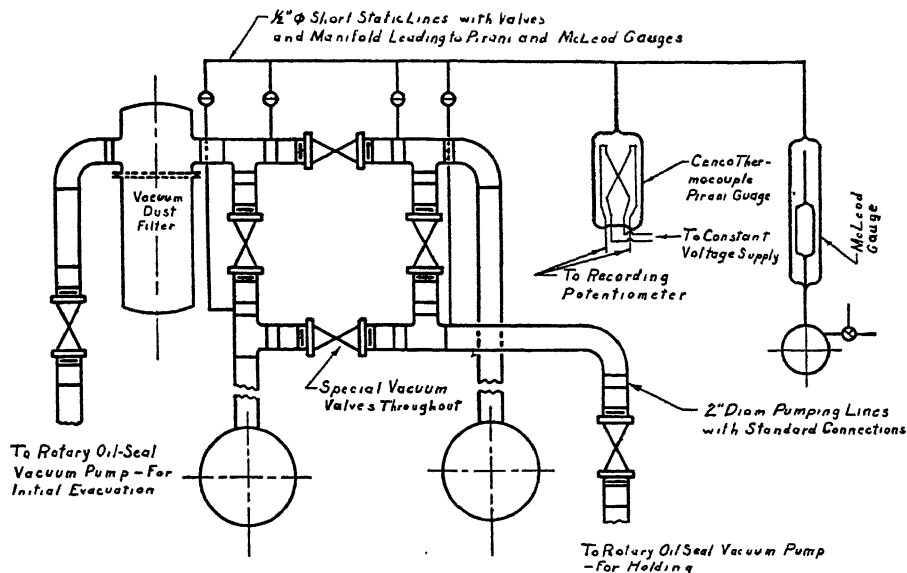 ½" ϕ Short Static Lines with Valves
and Manifold Leading to Pirani and McLeod Gauges
Vacuum
Dust
Filter
Cenco Ther-
mocouple
Pirani Guage
To Constant
Voltage Supply
To Recording
Potentiometer
McLeod
Gauge
Special Vacuum
Valves Throughout
2" Diam Pumping Lines
with Standard Connections
To Rotary Oil-Seal
Vacuum Pump-For
Initial Evacuation
To Rotary Oil Seal Vacuum Pump
-For Holding